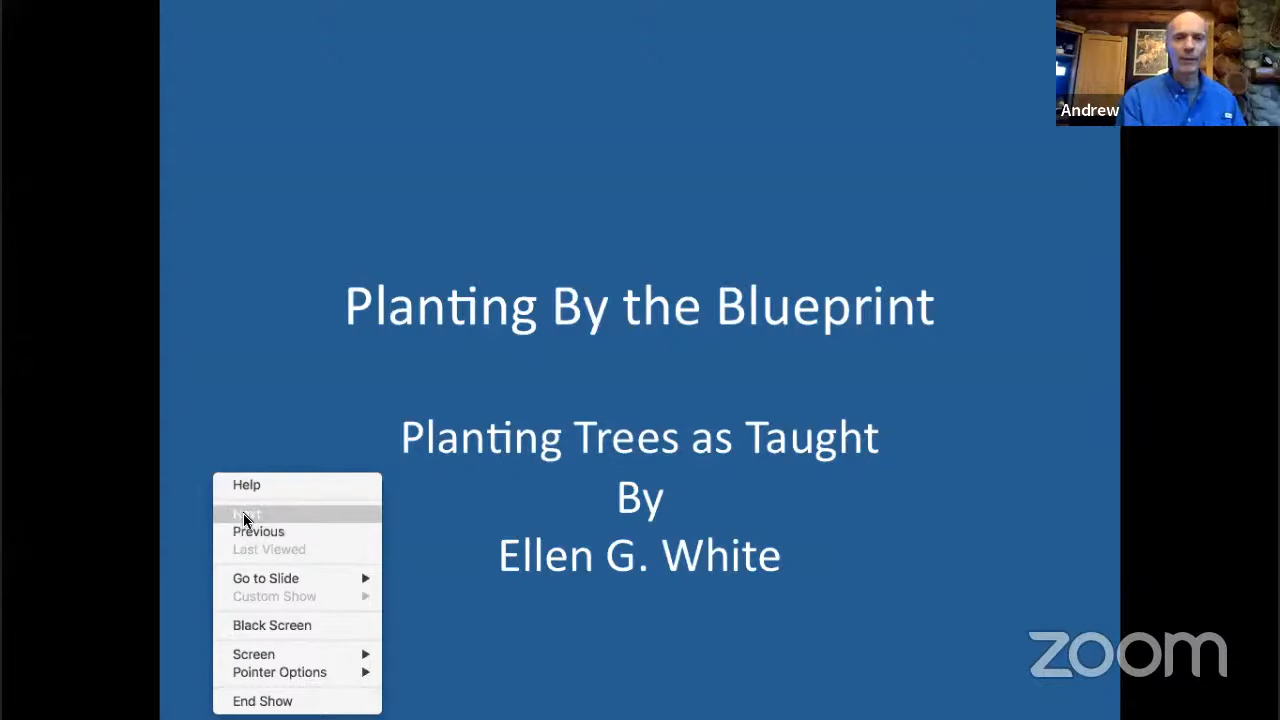 Andrew
Planting By the Blueprint
Planting Trees as Taught
By
Ellen G. White
Help
Next
Previous
Last Viewed
Go to Slide
Custom Show
Black Screen
Screen
Pointer Options
End Show
zoom